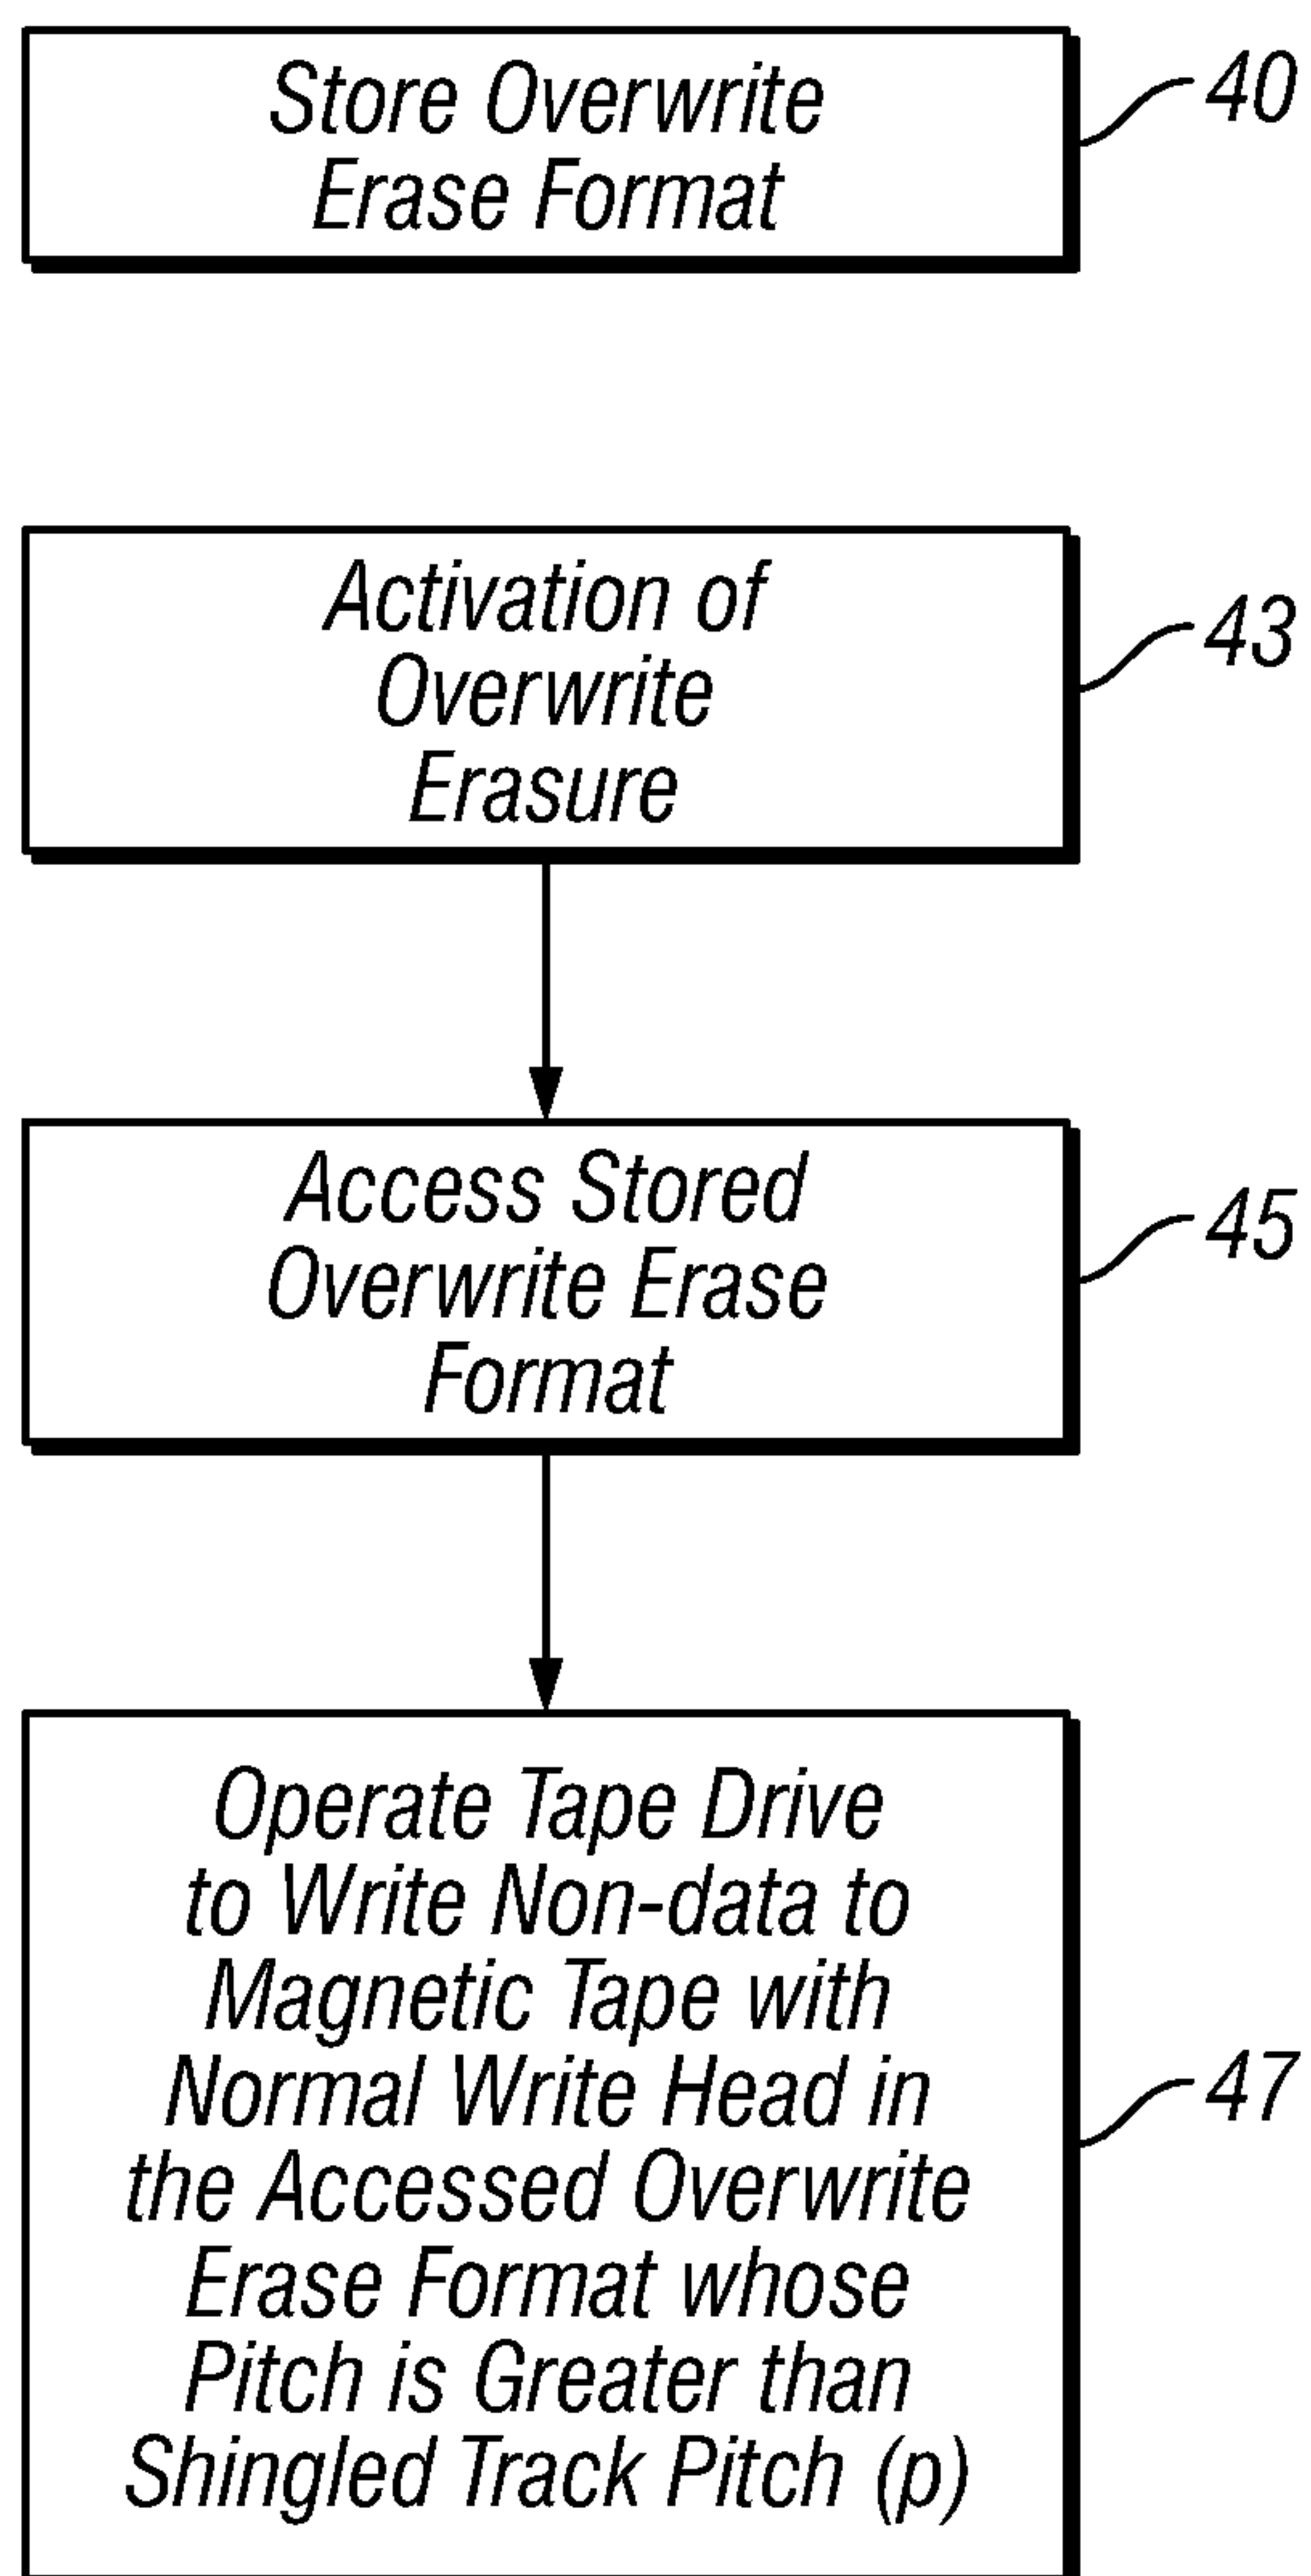 Store Overwrite
Erase Format
40
Activation of
Overwrite
Erasure
43
Access Stored
Overwrite Erase
Format
45
Operate Tape Drive
to Write Non-data to
Magnetic Tape with
Normal Write Head in
the Accessed Overwrite
Erase Format whose
Pitch is Greater than
Shingled Track Pitch (p)
47